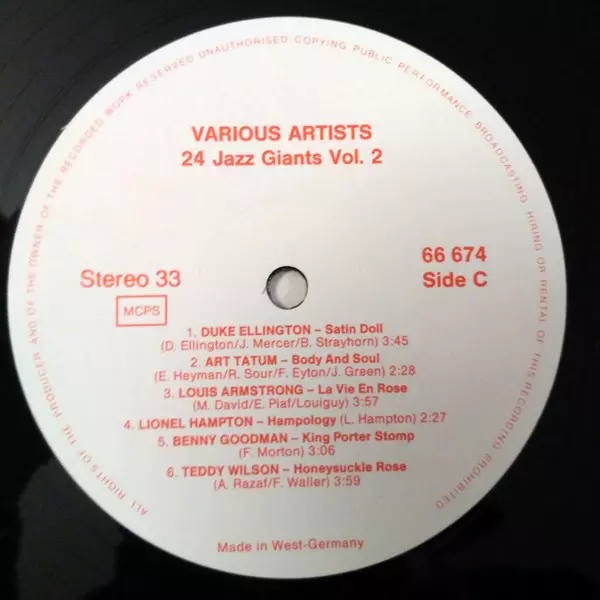 ALL RIGHTS OF THE PRODUCER AND OF THE OWNER OF THE RECORDED WORK RESERVED UNAUTHORISED COPYING PUBLIC PERFORMANCE BROADCASTING HIRING OR RENTAL OF THIS RECORDING PROHIBITED
VARIOUS ARTISTS
24 Jazz Giants Vol. 2
Stereo 33
66 674
Side C
MCPS
1. DUKE ELLINGTON – Satin Doll
(D. Ellington/J. Mercer/B. Strayhorn) 3:45
2. ART TATUM – Body And Soul
(E. Heyman/R. Sour/F. Eyton/J. Green) 2:28
3. LOUIS ARMSTRONG – La Vie En Rose
(M. David/E. Piaf/Louiguy) 3:57
4. LIONEL HAMPTON – Hampology (L. Hampton) 2:27
5. BENNY GOODMAN – King Porter Stomp
(F. Morton) 3:06
6. TEDDY WILSON – Honeysuckle Rose
(A. Razaf/F. Waller) 3:59
Made in West-Germany